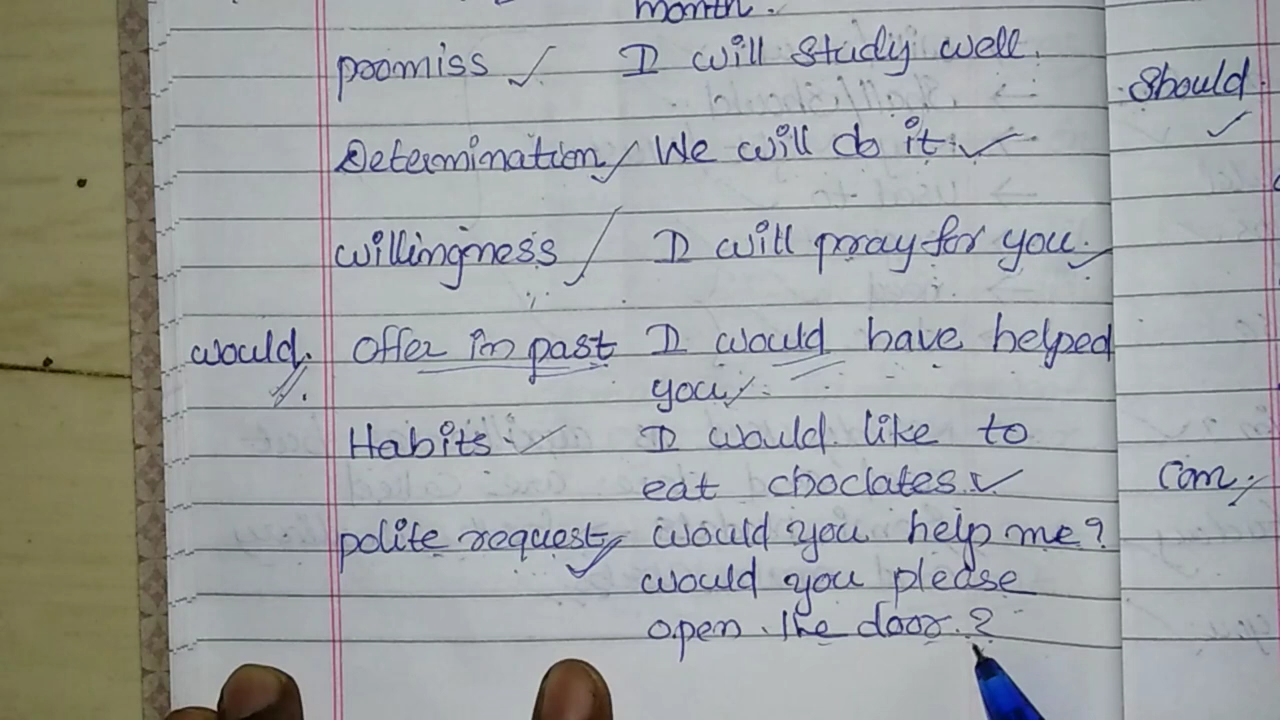 month.
promiss I will study well.
Should.
Determination We will do it.
willingness I will pray for you.
would. Offer in past I would have helped
you.
Habits. I would like to
eat choclates.
Can.
polite request would you help me?
would you please
open the door.?